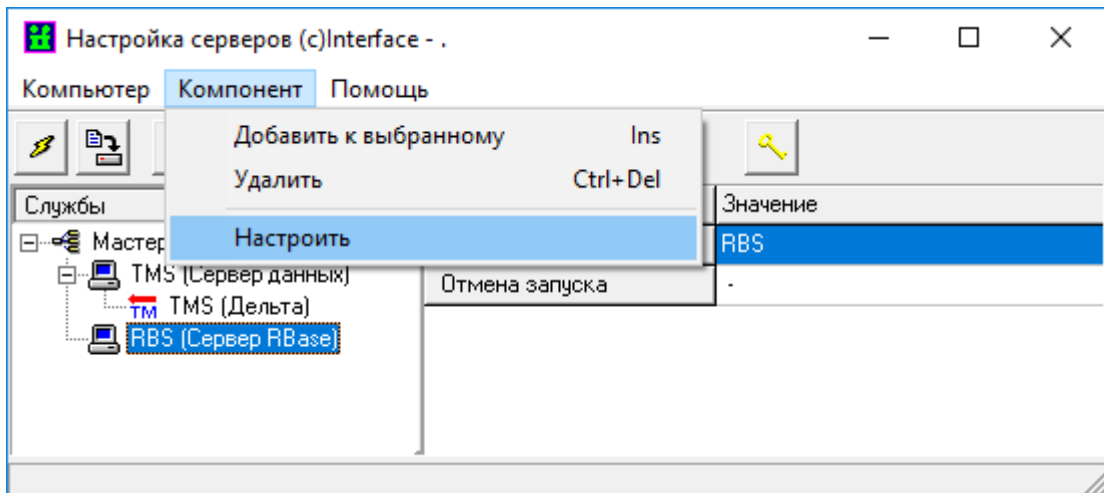 Настройка серверов (c)Interface - .
Компьютер Компонент Помощь
Добавить к выбранному Ins
Удалить Ctrl+Del
Настроить
Службы
Значение
Мастер
RBS
TMS (Сервер данных)
Отмена запуска -
TM TMS (Дельта)
RBS (Сервер RBase)